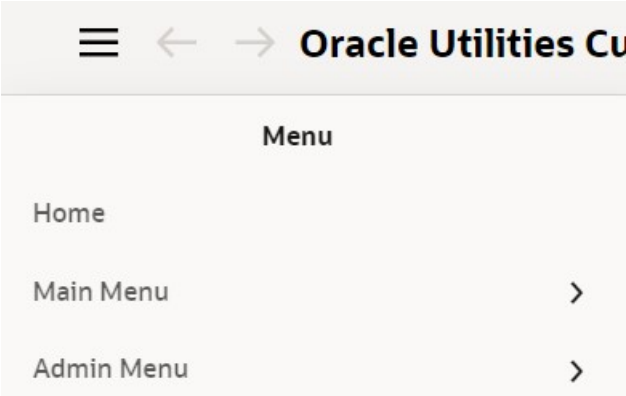 Oracle Utilities Cu
Menu
Home
Main Menu
Admin Menu